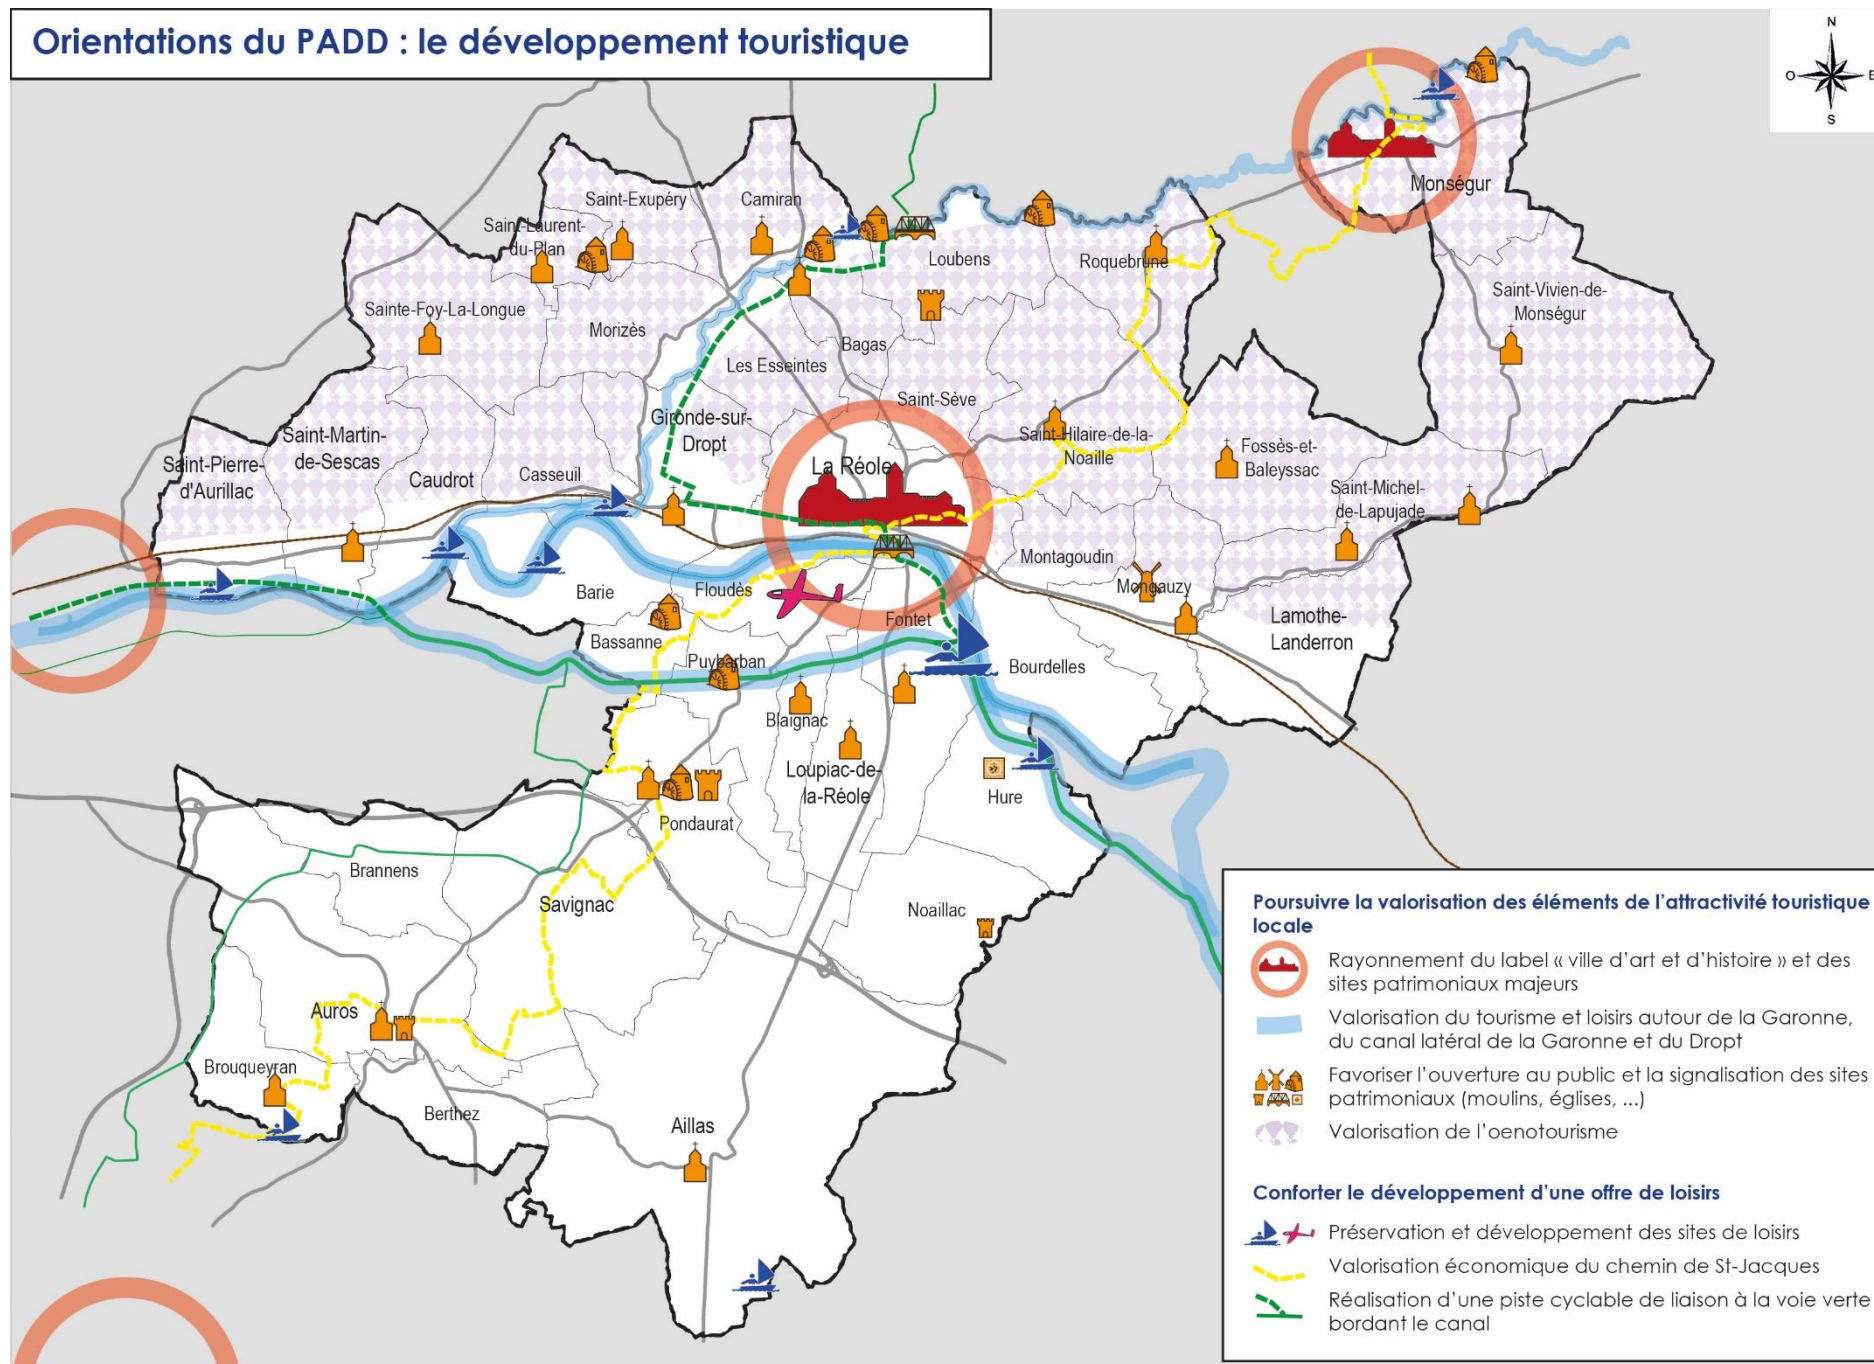 Orientations du PADD : le développement touristique
N
O
E
S
Monségur
Saint-Exupéry
Camiran
Saint-Laurent-
du-Plan
Loubens
Roquebrune
Saint-Vivien-de-
Monségur
Sainte-Foy-La-Longue
Morizès
Bagas
Les Esseintes
Saint-Sève
Gironde-sur-
Dropt
Saint-Hilaire-de-la-
Noaille
Fossès-et-
Baleyssac
Saint-Martin-
de-Sescas
Saint-Pierre-
d'Aurillac
Caudrot
Casseuil
La Réole
Saint-Michel-
de-Lapujade
Montagoudin
Mongauzy
Barie
Floudès
Fontet
Lamothe-
Landerron
Bassanne
Puybarban
Bourdelles
Blaignac
Loupiac-de-
la-Réole
Hure
Pondaurat
Brannens
Savignac
Noaillac
Auros
Brouqueyran
Berthez
Aillas
Poursuivre la valorisation des éléments de l'attractivité touristique
locale
Rayonnement du label « ville d'art et d'histoire » et des
sites patrimoniaux majeurs
Valorisation du tourisme et loisirs autour de la Garonne,
du canal latéral de la Garonne et du Dropt
Favoriser l'ouverture au public et la signalisation des sites
patrimoniaux (moulins, églises, ...)
Valorisation de l'oenotourisme
Conforter le développement d'une offre de loisirs
Préservation et développement des sites de loisirs
Valorisation économique du chemin de St-Jacques
Réalisation d'une piste cyclable de liaison à la voie verte
bordant le canal